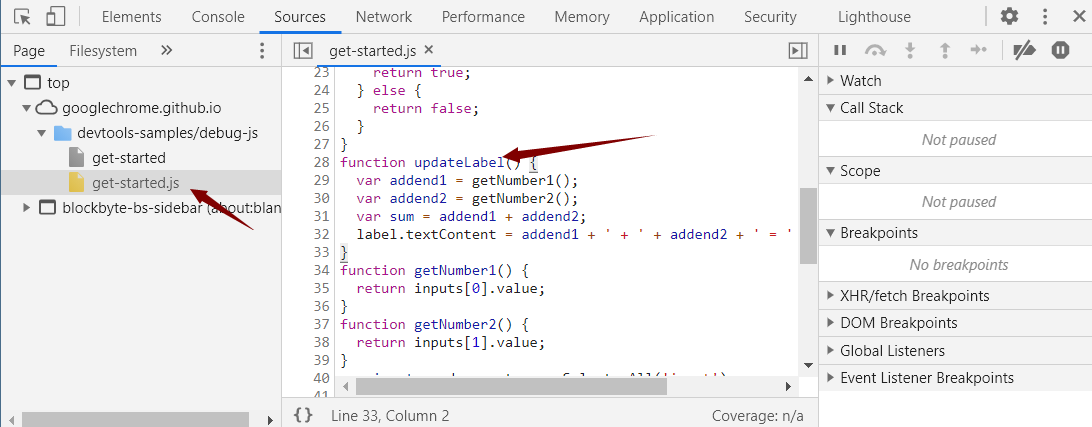 Elements Console Sources Network Performance Memory Application Security Lighthouse
Page Filesystem
top
googlechrome.github.io
devtools-samples/debug-js
get-started
get-started.js
blockbyte-bs-sidebar (about:blan
get-started.js
23 return true;
24 } else {
25 return false;
26 }
27 }
28 function updateLabel() {
29 var addend1 = getNumber1();
30 var addend2 = getNumber2();
31 var sum = addend1 + addend2;
32 label.textContent = addend1 + ' + ' + addend2 + ' = '
33 }
34 function getNumber1() {
35 return inputs[0].value;
36 }
37 function getNumber2() {
38 return inputs[1].value;
39 }
40
41
{} Line 33, Column 2 Coverage: n/a
Watch
Call Stack
Not paused
Scope
Not paused
Breakpoints
No breakpoints
XHR/fetch Breakpoints
DOM Breakpoints
Global Listeners
Event Listener Breakpoints